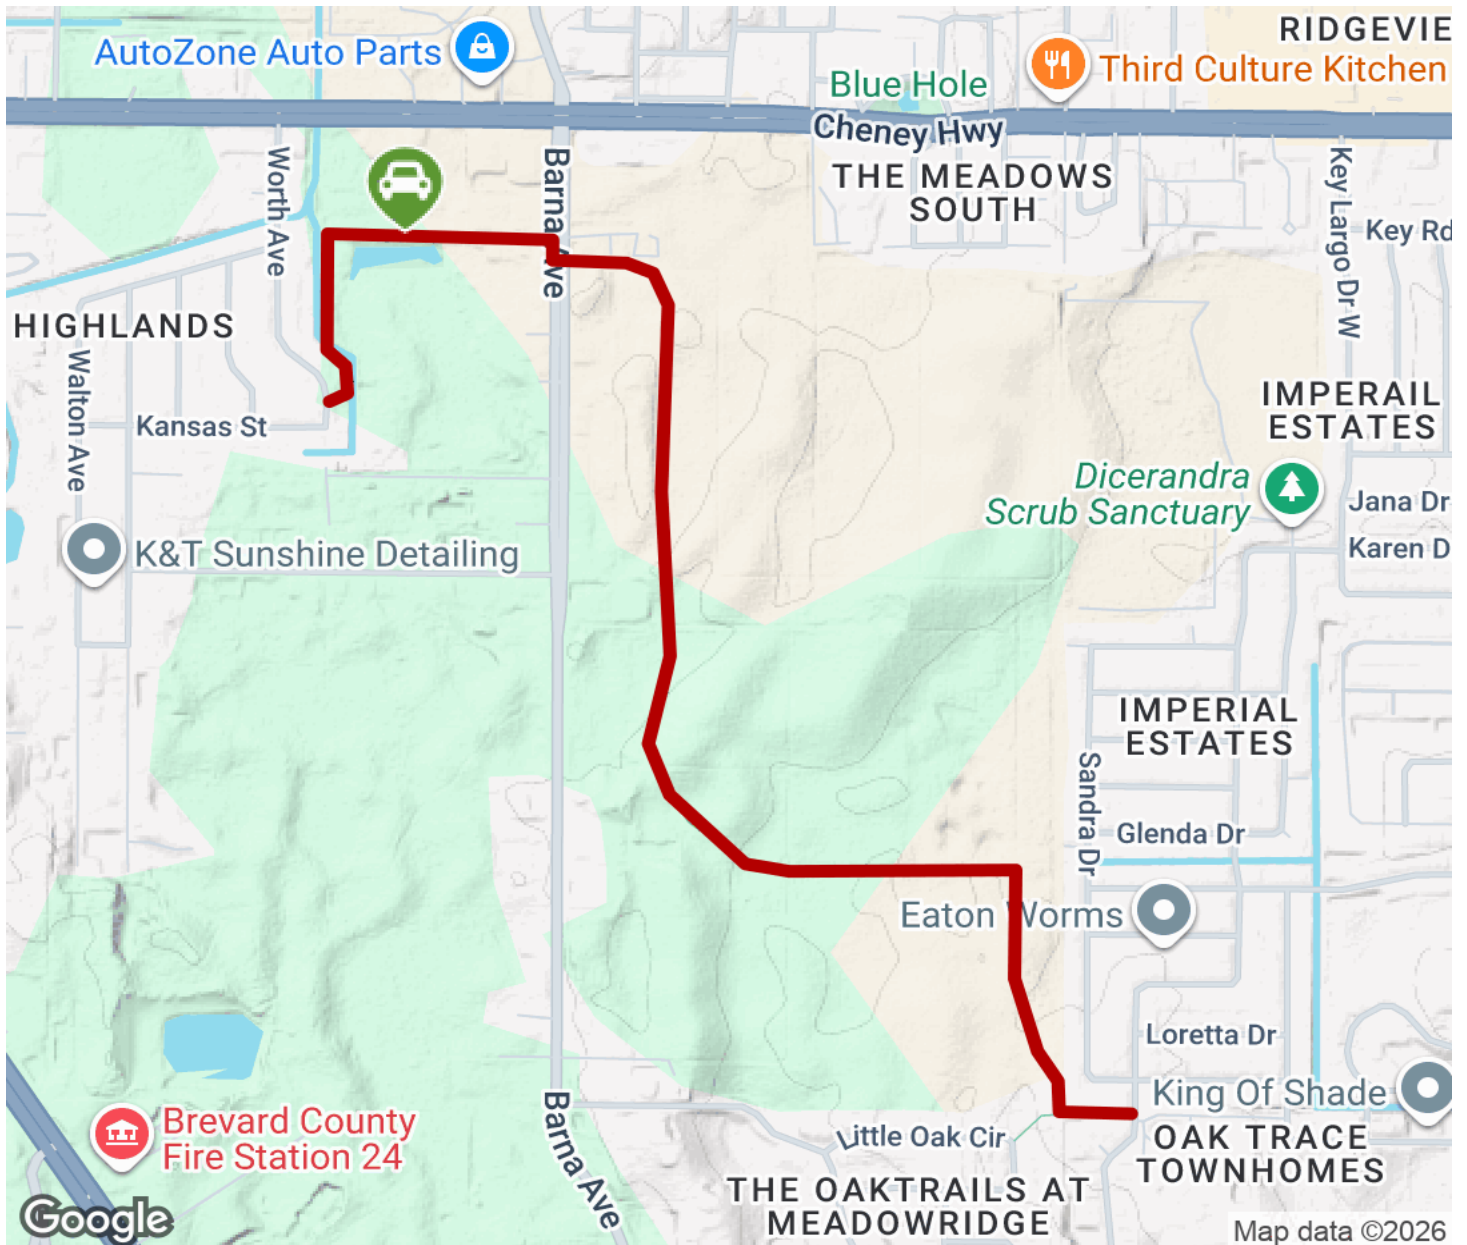 RIDGEVIE
AutoZone Auto Parts
Third Culture Kitchen
Blue Hole
Cheney Hwy
Worth Ave
Barna Ave
THE MEADOWS
SOUTH
Key Largo Dr W
Key Rd
HIGHLANDS
Walton Ave
Kansas St
IMPERAIL
ESTATES
Dicerandra
Scrub Sanctuary
Jana Dr
Karen D
K&T Sunshine Detailing
IMPERIAL
ESTATES
Sandra Dr
Glenda Dr
Eaton Worms
Loretta Dr
King Of Shade
Brevard County
Fire Station 24
Barna Ave
Little Oak Cir
OAK TRACE
TOWNHOMES
THE OAKTRAILS AT
MEADOWRIDGE
Google
Map data ©2026